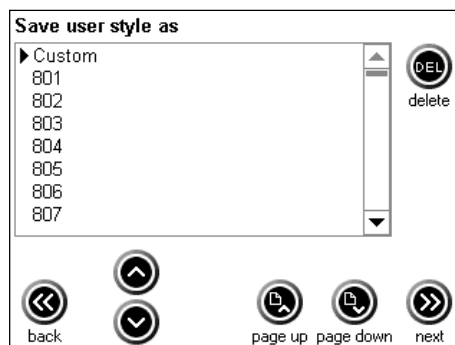 Save user style as
Custom
801
802
803
804
805
806
807
DEL
delete
back
page up
page down
next